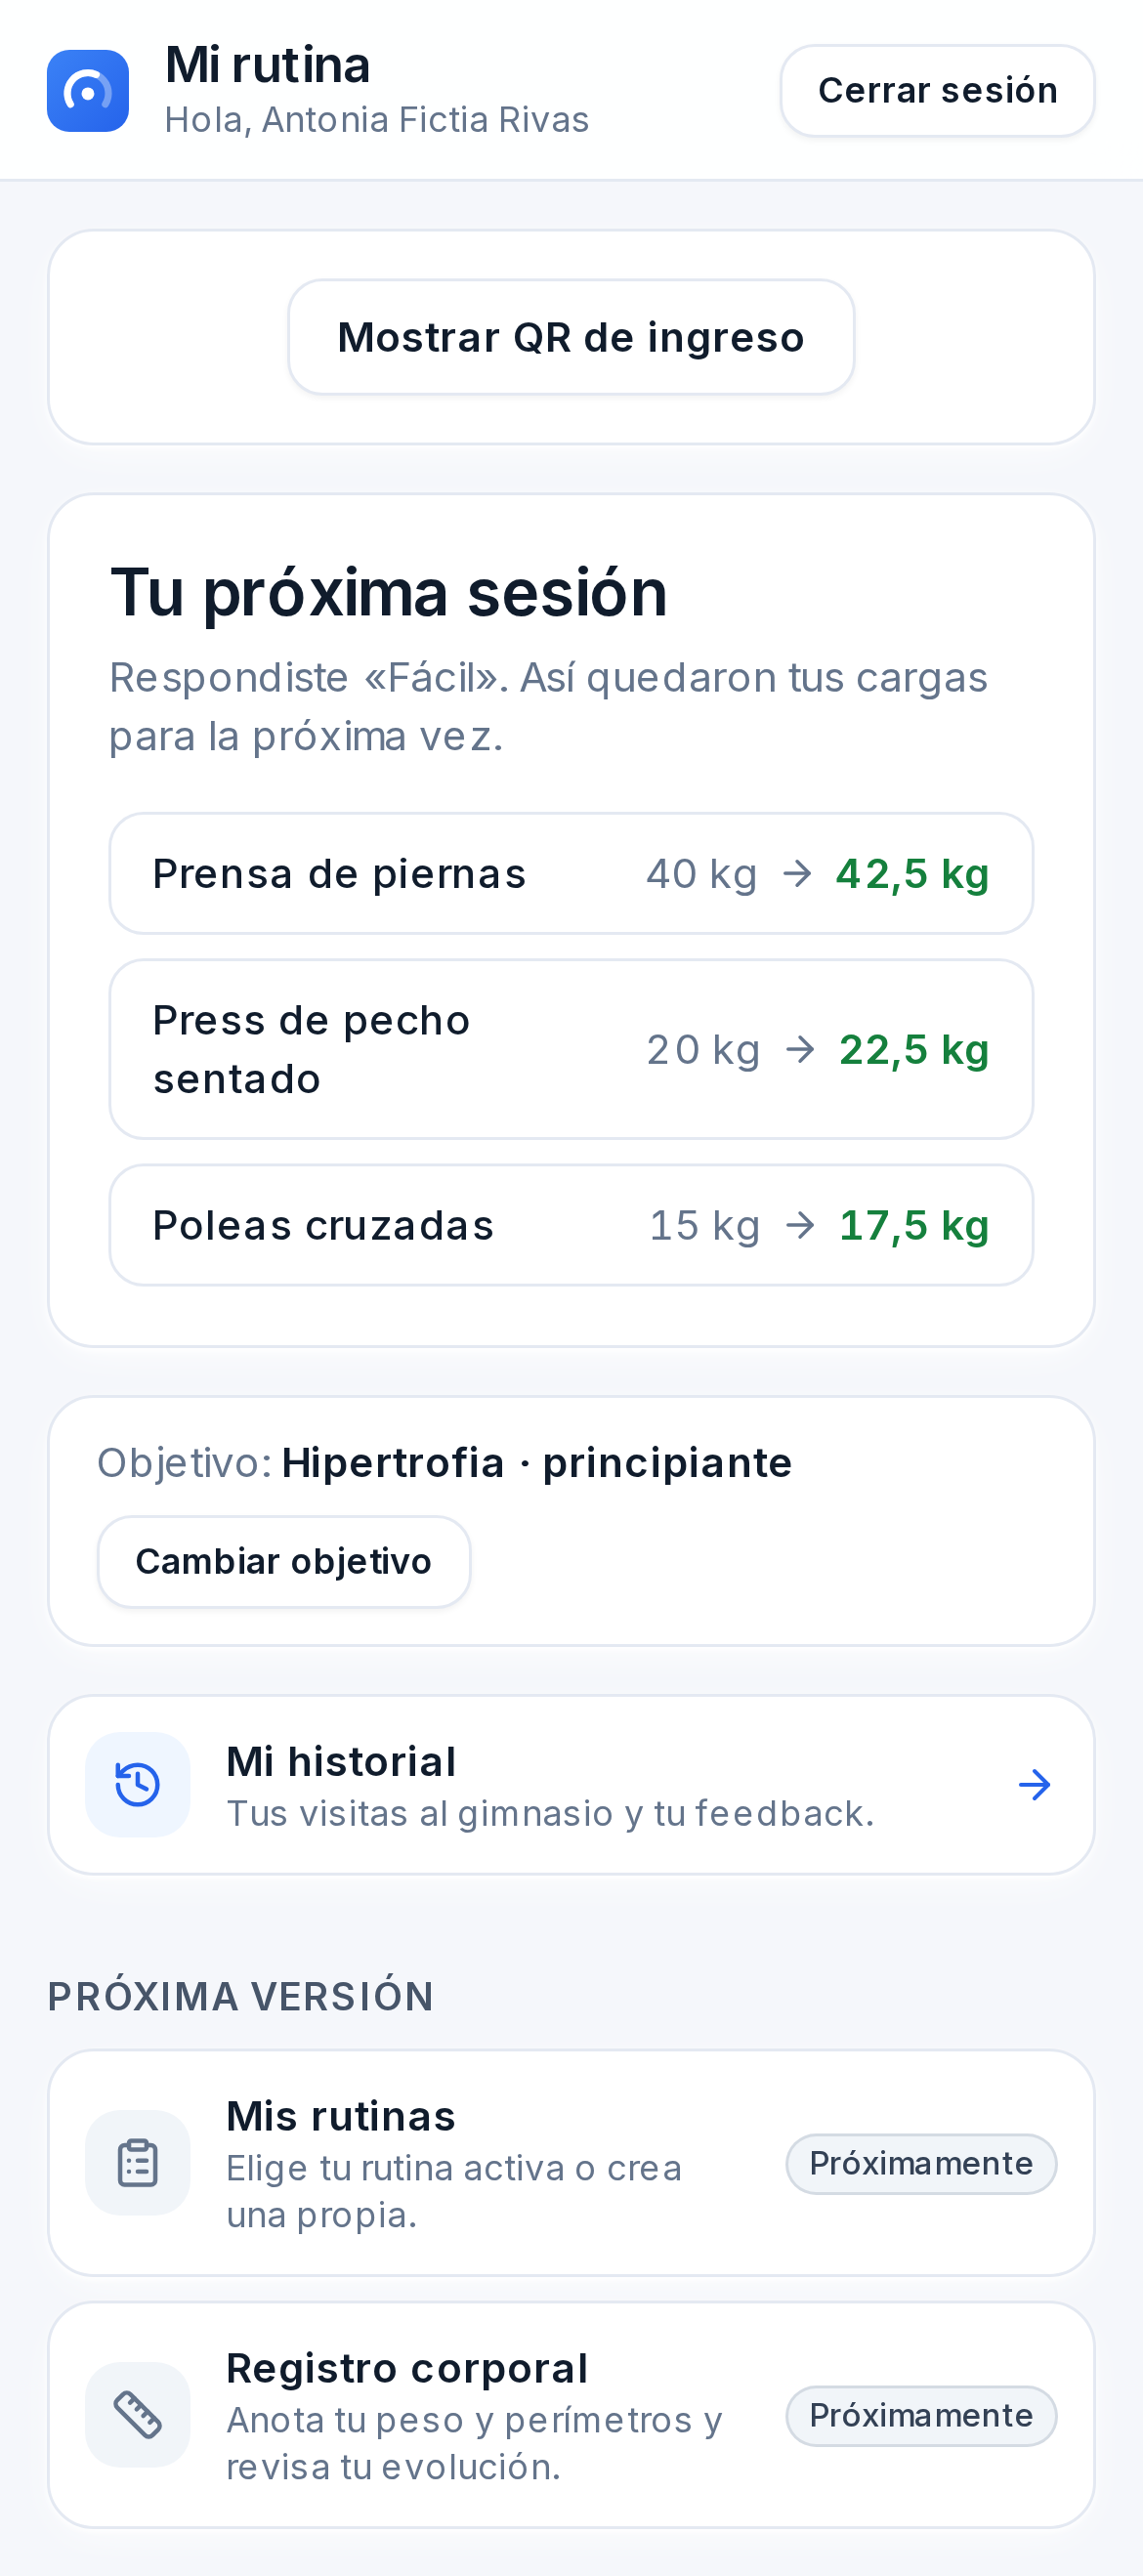 Mi rutina
Hola, Antonia Fictia Rivas
Cerrar sesión
Mostrar QR de ingreso
Tu próxima sesión
Respondiste «Fácil». Así quedaron tus cargas
para la próxima vez.
Prensa de piernas 40 kg → 42,5 kg
Press de pecho
sentado
20 kg → 22,5 kg
Poleas cruzadas 15 kg → 17,5 kg
Objetivo: Hipertrofia · principiante
Cambiar objetivo
Mi historial
Tus visitas al gimnasio y tu feedback.
PRÓXIMA VERSIÓN
Mis rutinas
Elige tu rutina activa o crea
una propia.
Próximamente
Registro corporal
Anota tu peso y perímetros y
revisa tu evolución.
Próximamente